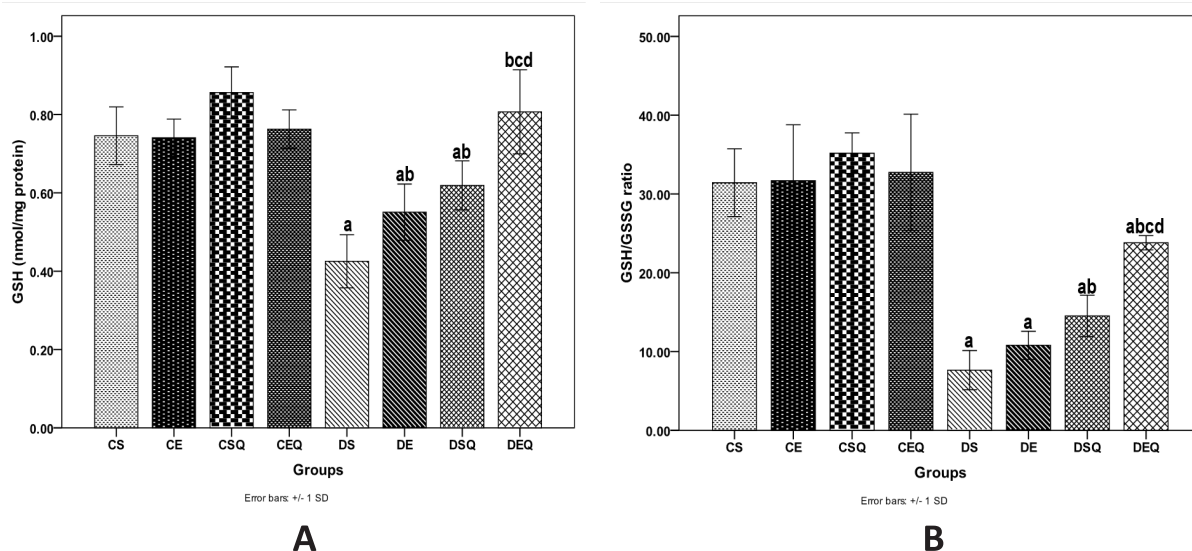 1.00
0.80
0.60
0.40
0.20
0.00
GSH (nmol/mg protein)
a
ab
ab
bcd
CS CE CSQ CEQ DS DE DSQ DEQ
Groups
Error bars: +/- 1 SD
A
50.00
40.00
30.00
20.00
10.00
0.00
GSH/GSSG ratio
a
a
ab
abcd
CS CE CSQ CEQ DS DE DSQ DEQ
Groups
Error bars: +/- 1 SD
B